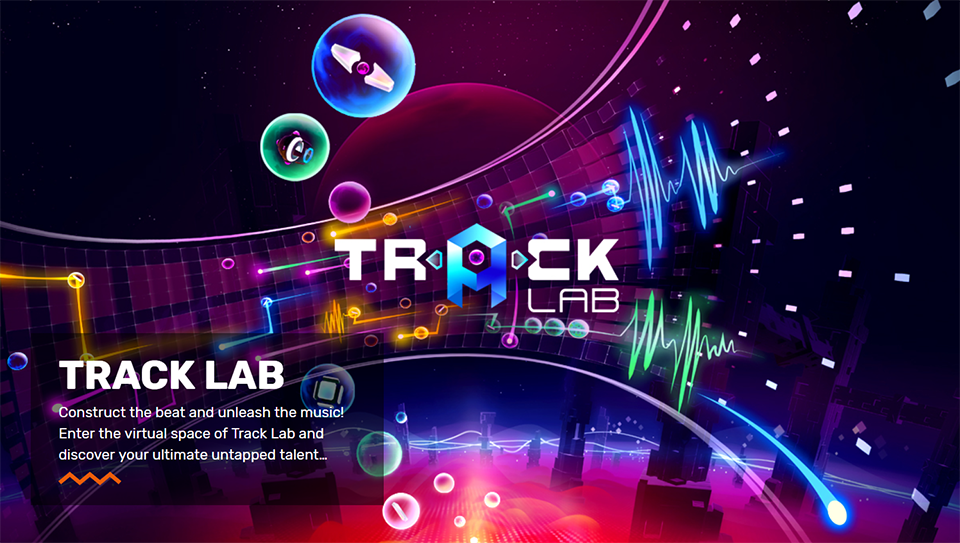 TRACK
LAB
TRACK LAB
Construct the beat and unleash the music!
Enter the virtual space of Track Lab and
discover your ultimate untapped talent...